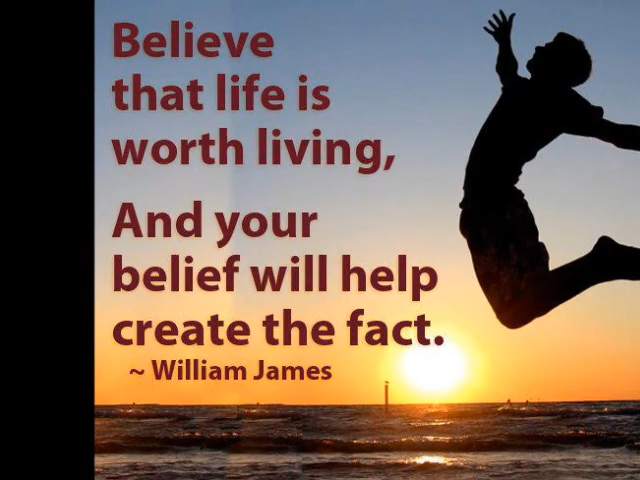 Believe
that life is
worth living,
And your
belief will help
create the fact.
~ William James